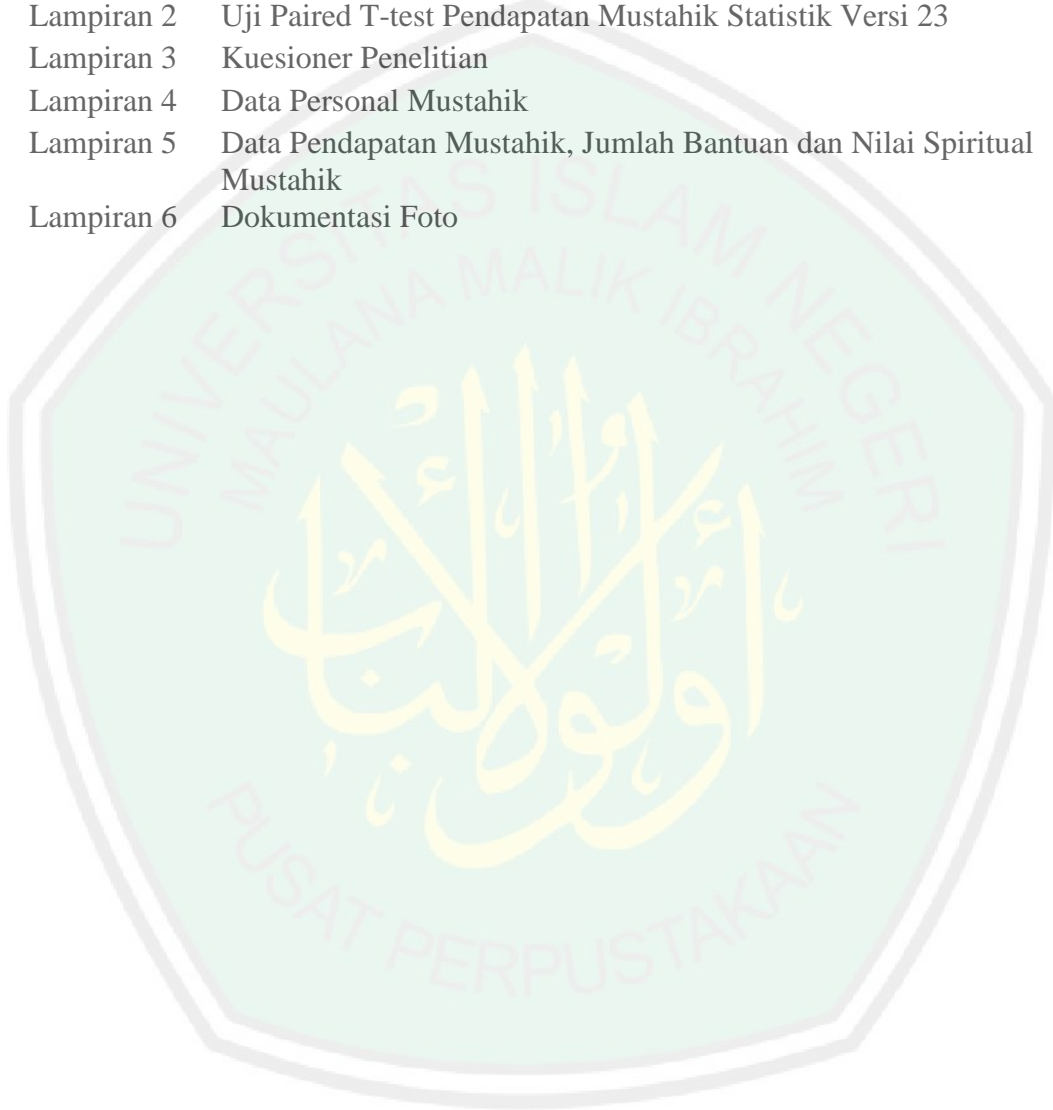 Lampiran 2 Uji Paired T-test Pendapatan Mustahik Statistik Versi 23
Lampiran 3 Kuesioner Penelitian
Lampiran 4 Data Personal Mustahik
Lampiran 5 Data Pendapatan Mustahik, Jumlah Bantuan dan Nilai Spiritual
Mustahik
Lampiran 6 Dokumentasi Foto
UNIVERSITAS ISLAM NEGERI
MAULANA MALIK IBRAHIM
أولوا الألباب
PUSAT PERPUSTAKAAN